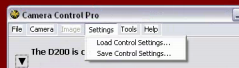 Camera Control Pro
File Camera Image Settings Tools Help
Load Control Settings...
Save Control Settings...
The D200 is c